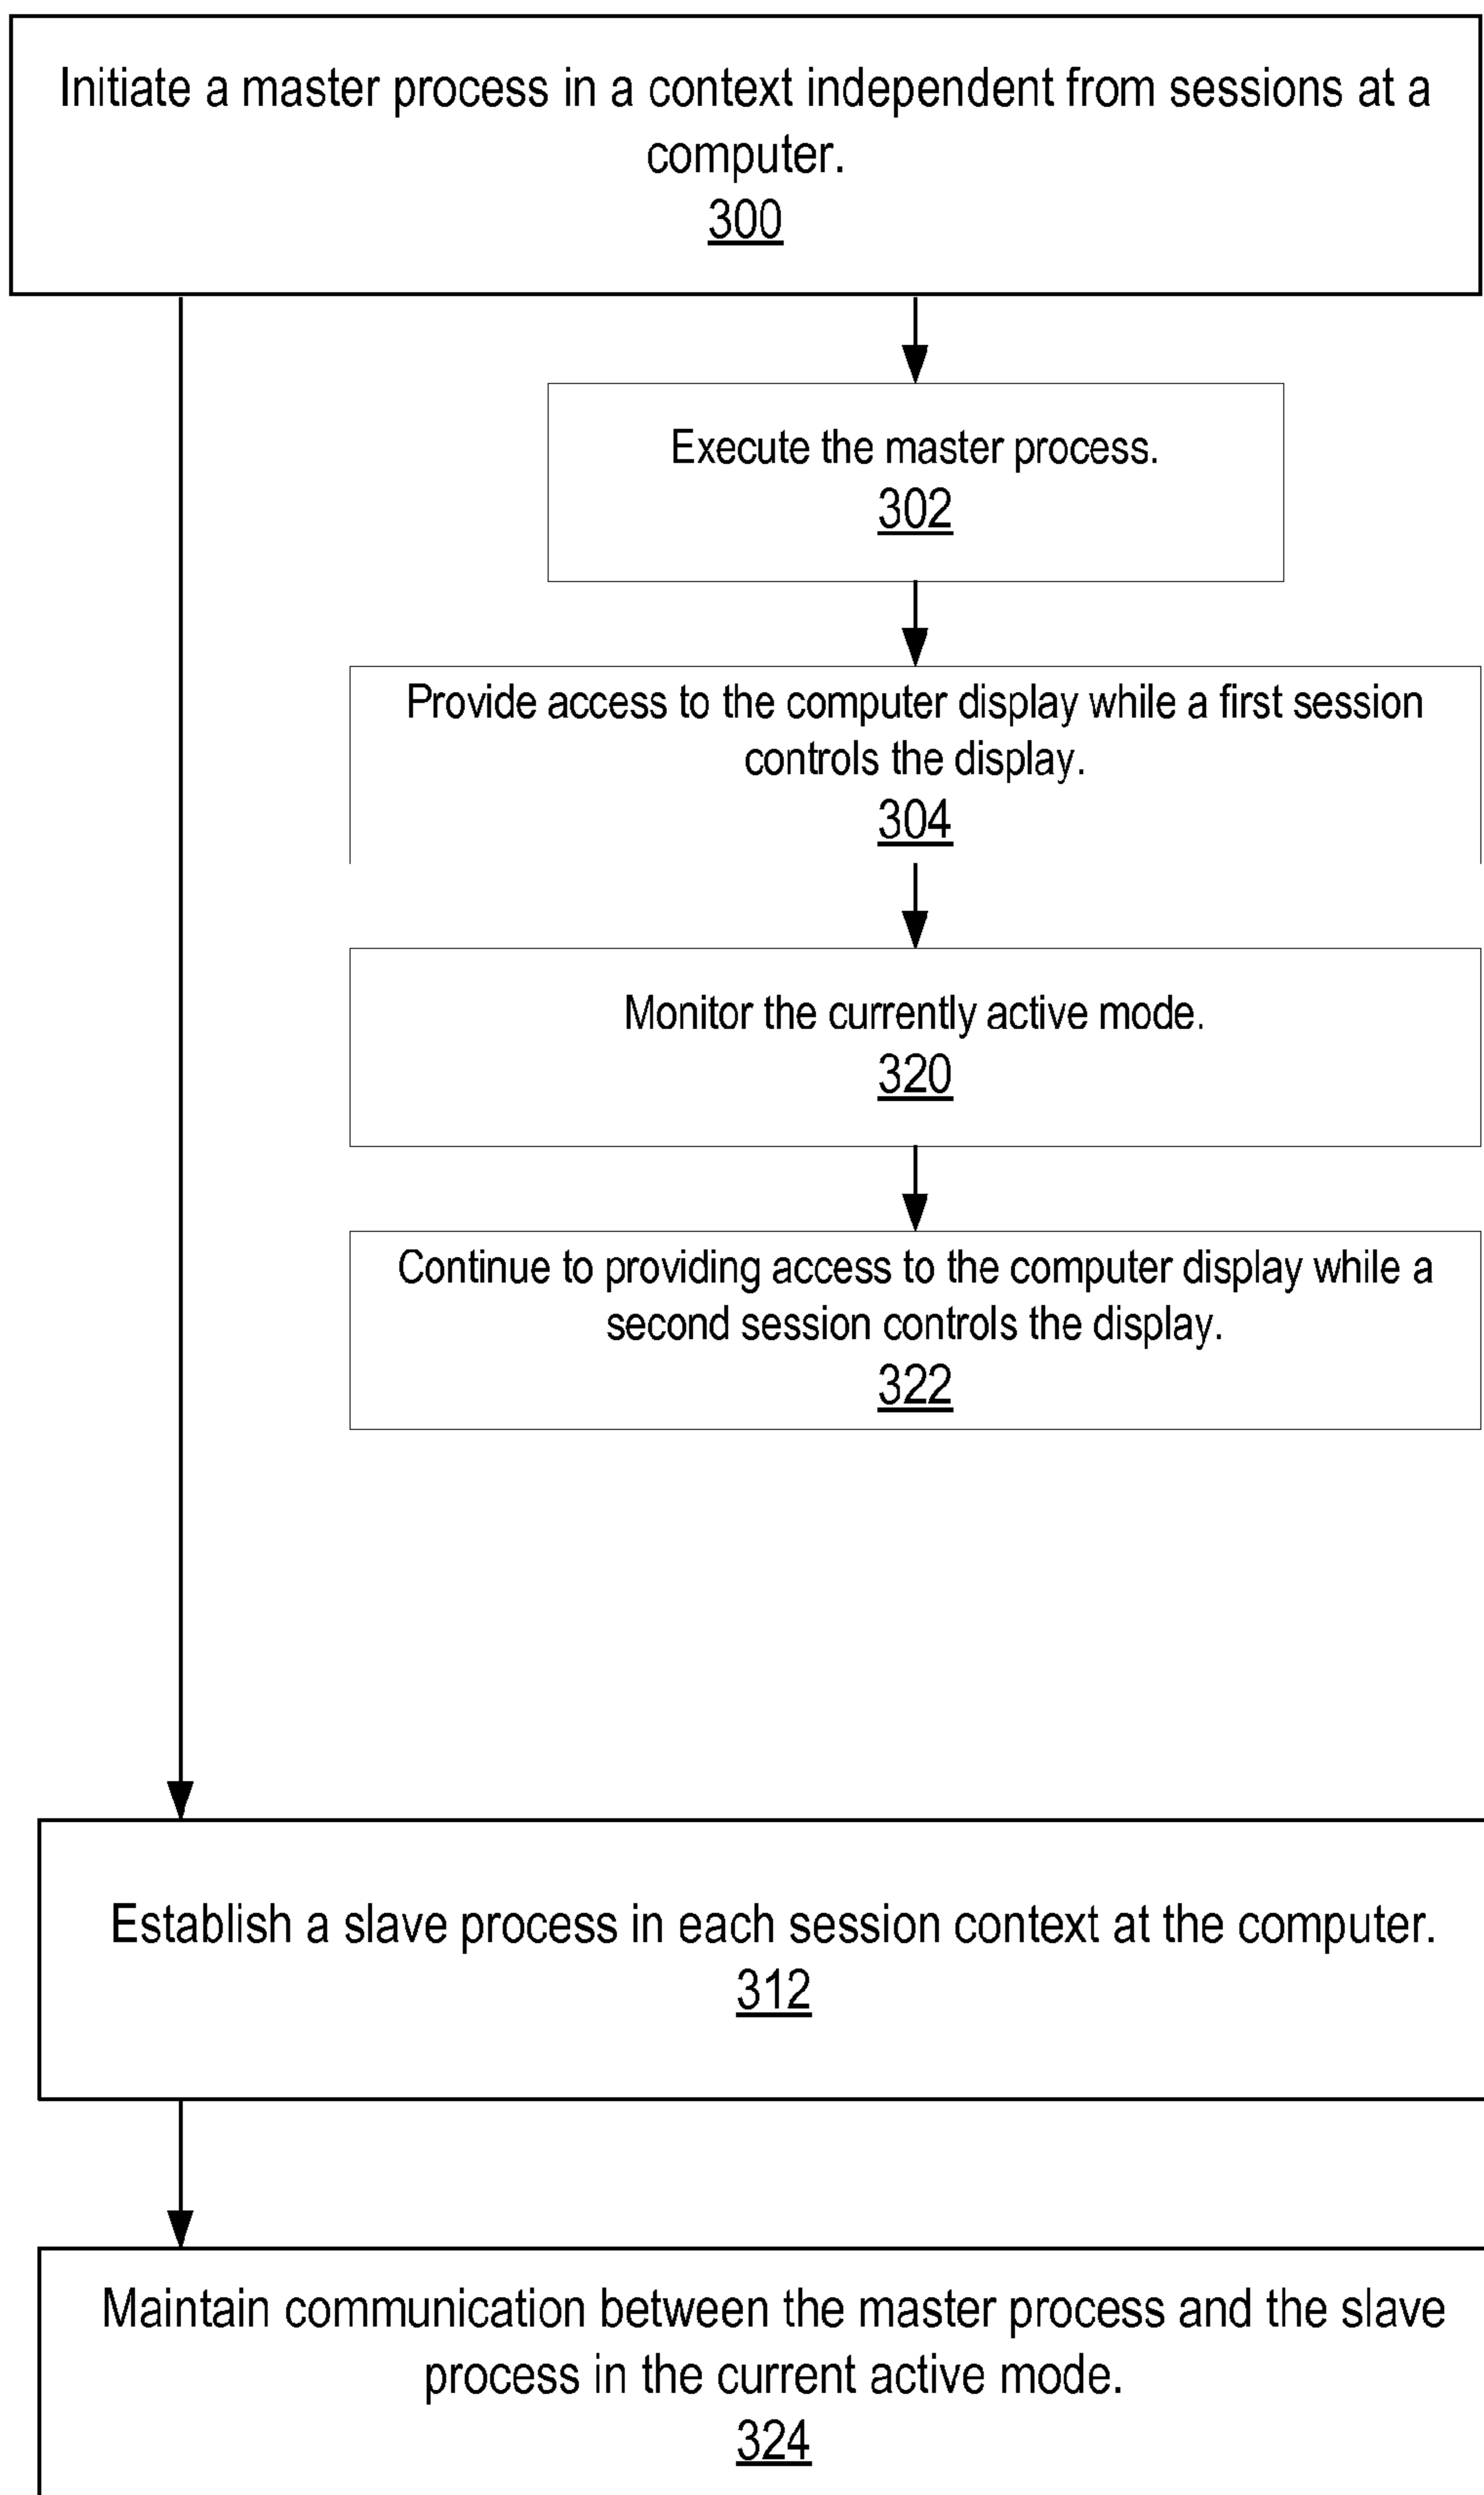 Initiate a master process in a context independent from sessions at a
computer.
300
Execute the master process.
302
Provide access to the computer display while a first session
controls the display.
304
Monitor the currently active mode.
320
Continue to providing access to the computer display while a
second session controls the display.
322
Establish a slave process in each session context at the computer.
312
Maintain communication between the master process and the slave
process in the current active mode.
324